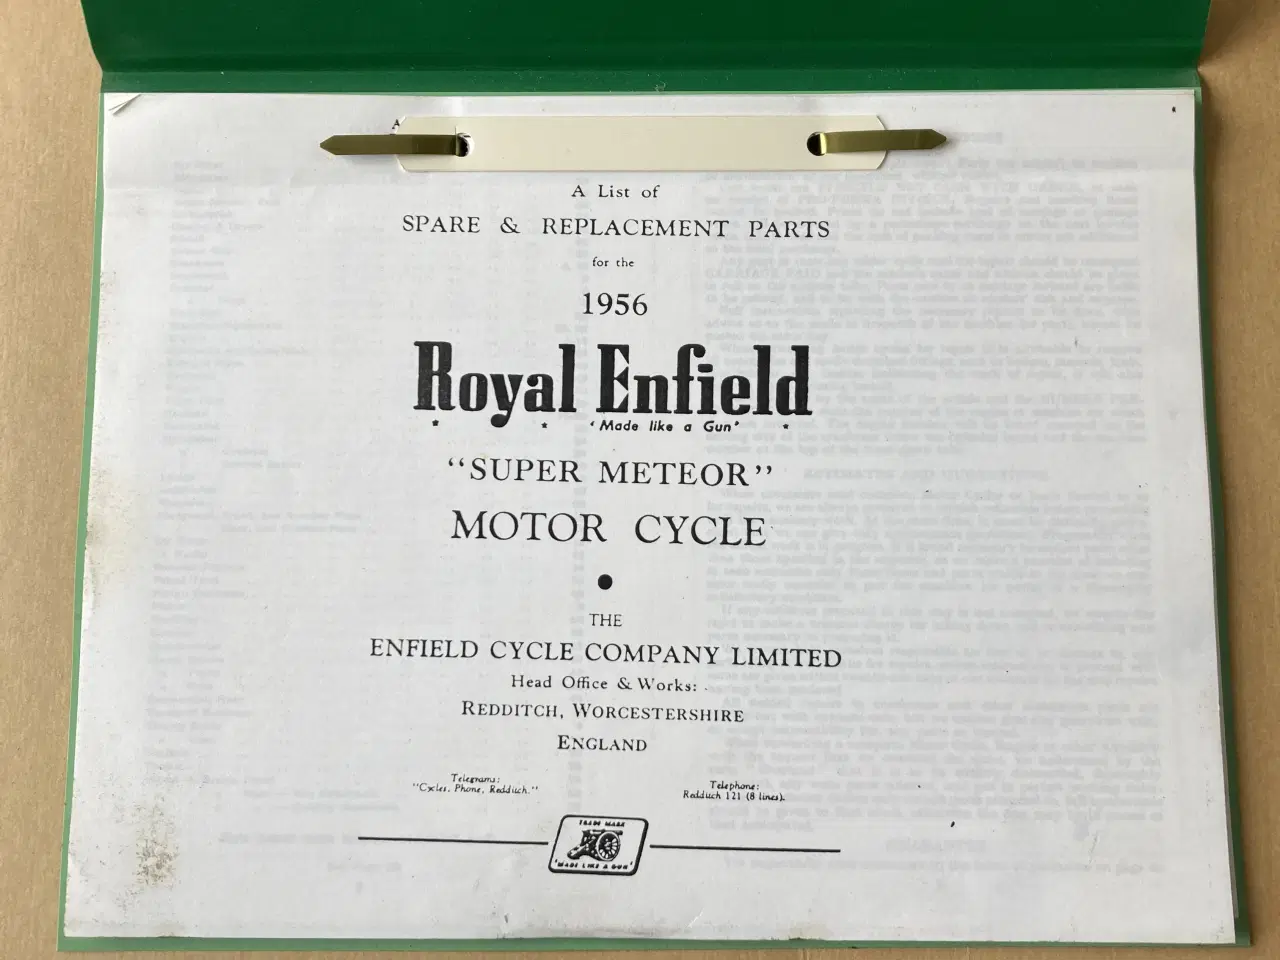 A List of
SPARE & REPLACEMENT PARTS
for the
1956
Royal Enfield
'Made like a Gun'
"SUPER METEOR"
MOTOR CYCLE
THE
ENFIELD CYCLE COMPANY LIMITED
Head Office & Works:
REDDITCH, WORCESTERSHIRE
ENGLAND
Telegrams:
"Cycles, Phone, Redditch."
Telephone:
Redditch 121 (8 lines).
TRADE MARK
'MADE LIKE A GUN'